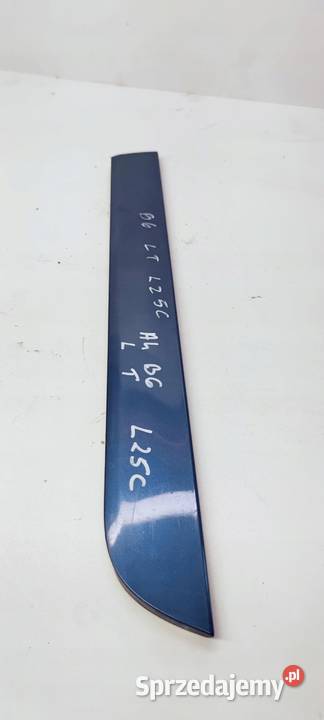 B6 LT L25C
A4 B6
L T
L25C
Sprzedajemy.pl